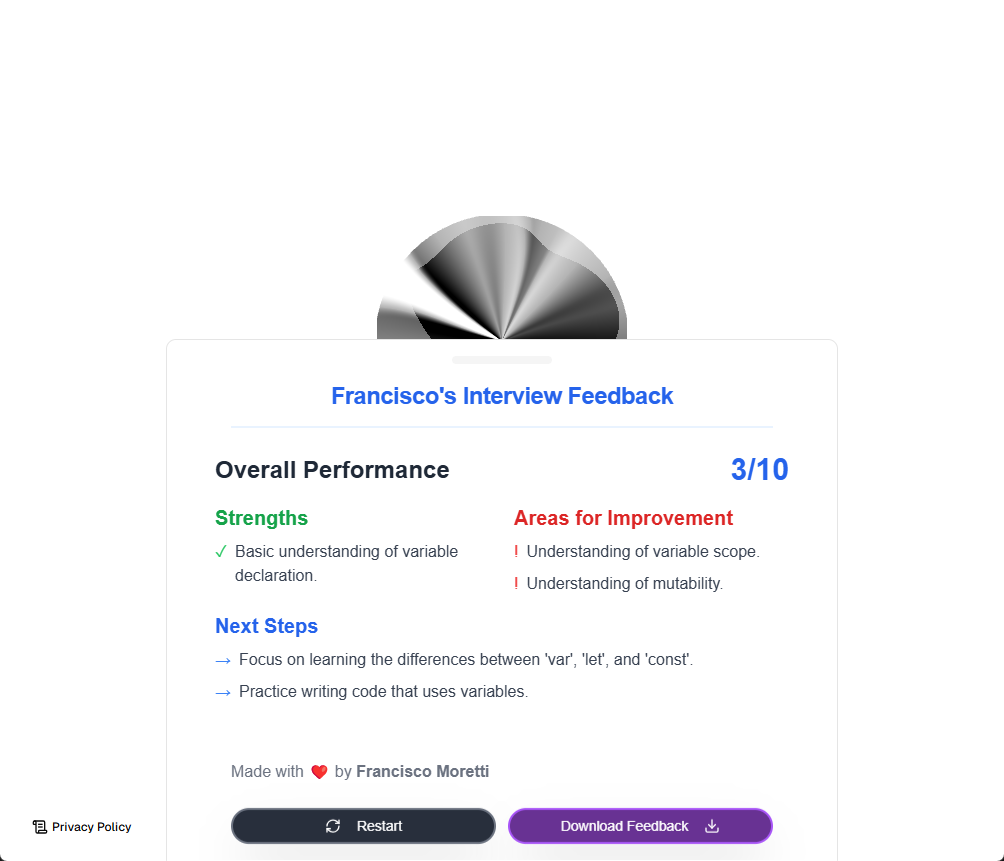 Francisco's Interview Feedback
Overall Performance
3/10
Strengths
✓ Basic understanding of variable
declaration.
Areas for Improvement
! Understanding of variable scope.
! Understanding of mutability.
Next Steps
→ Focus on learning the differences between 'var', 'let', and 'const'.
→ Practice writing code that uses variables.
Made with ❤️ by Francisco Moretti
Restart
Download Feedback
Privacy Policy